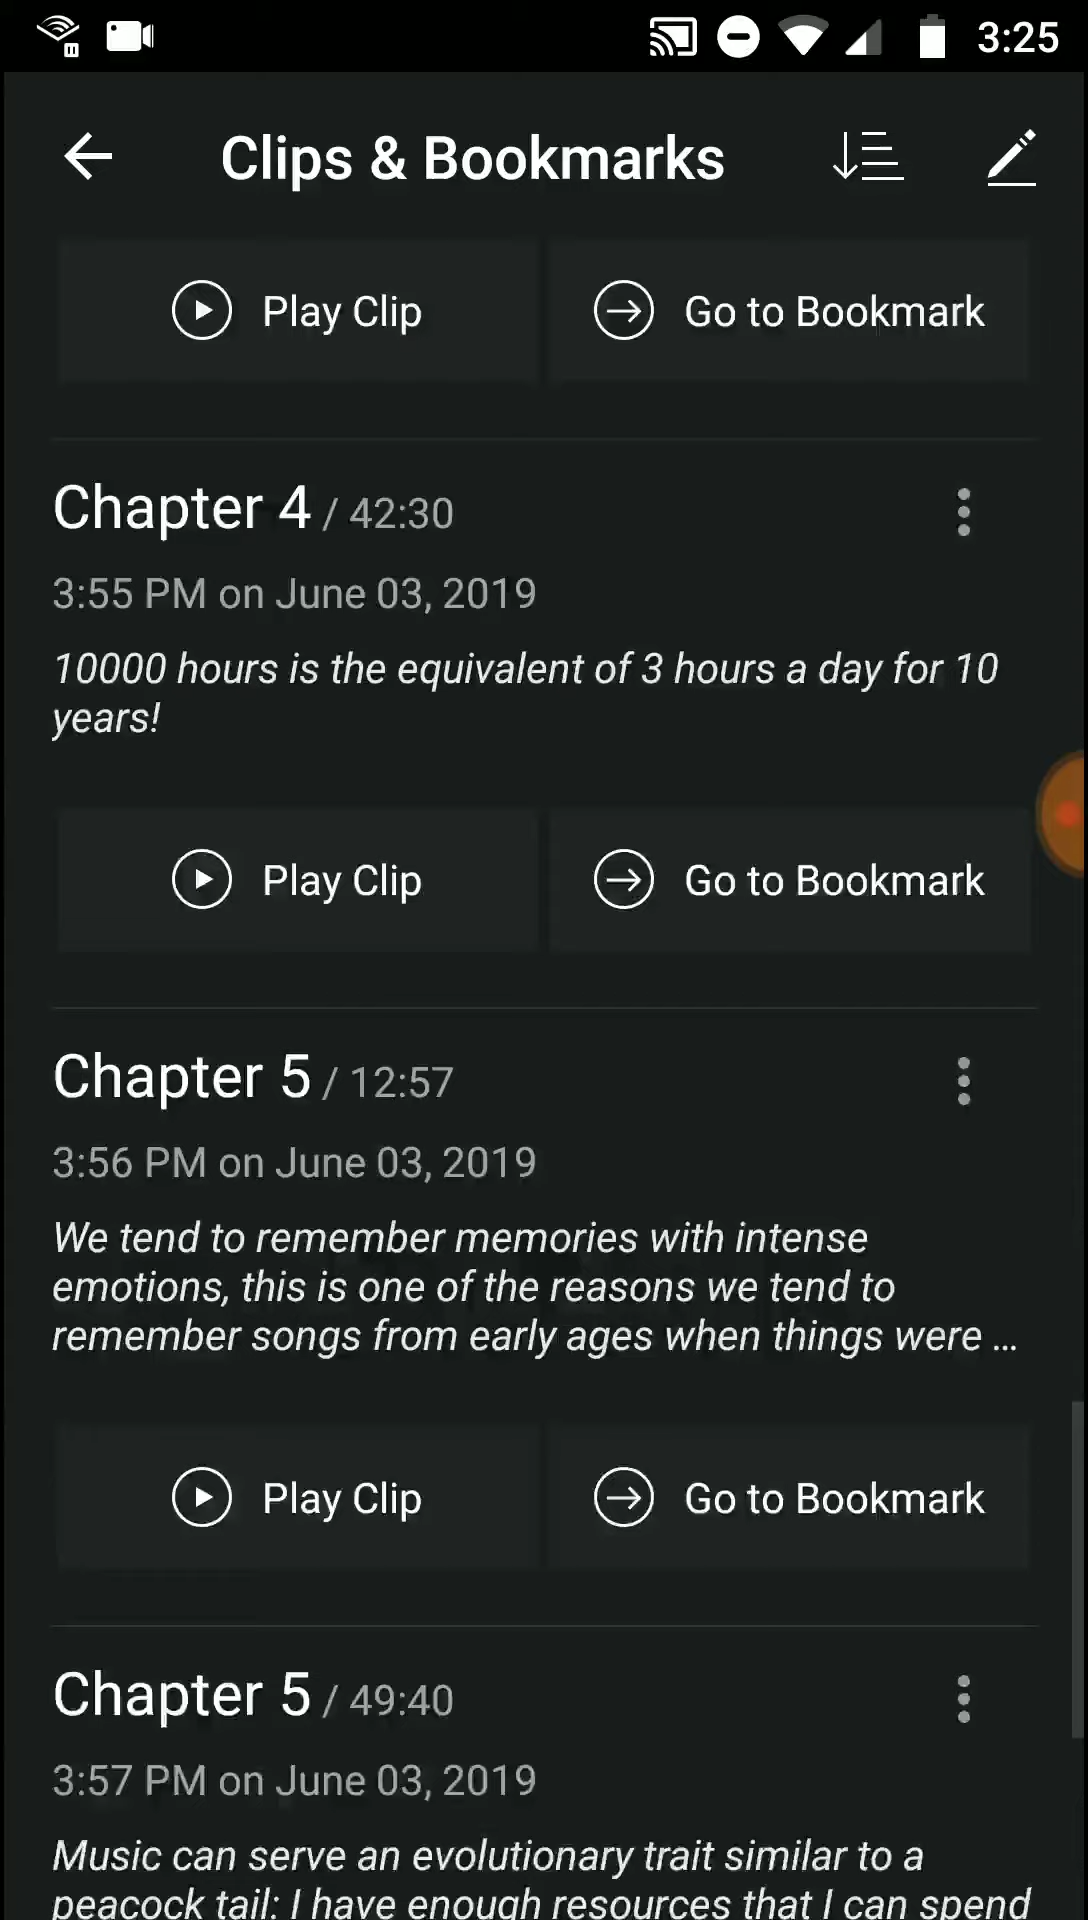 3:25
Clips & Bookmarks
Play Clip Go to Bookmark
Chapter 4 / 42:30
3:55 PM on June 03, 2019
10000 hours is the equivalent of 3 hours a day for 10
years!
Play Clip Go to Bookmark
Chapter 5 / 12:57
3:56 PM on June 03, 2019
We tend to remember memories with intense
emotions, this is one of the reasons we tend to
remember songs from early ages when things were ...
Play Clip Go to Bookmark
Chapter 5 / 49:40
3:57 PM on June 03, 2019
Music can serve an evolutionary trait similar to a
peacock tail: I have enough resources that I can spend